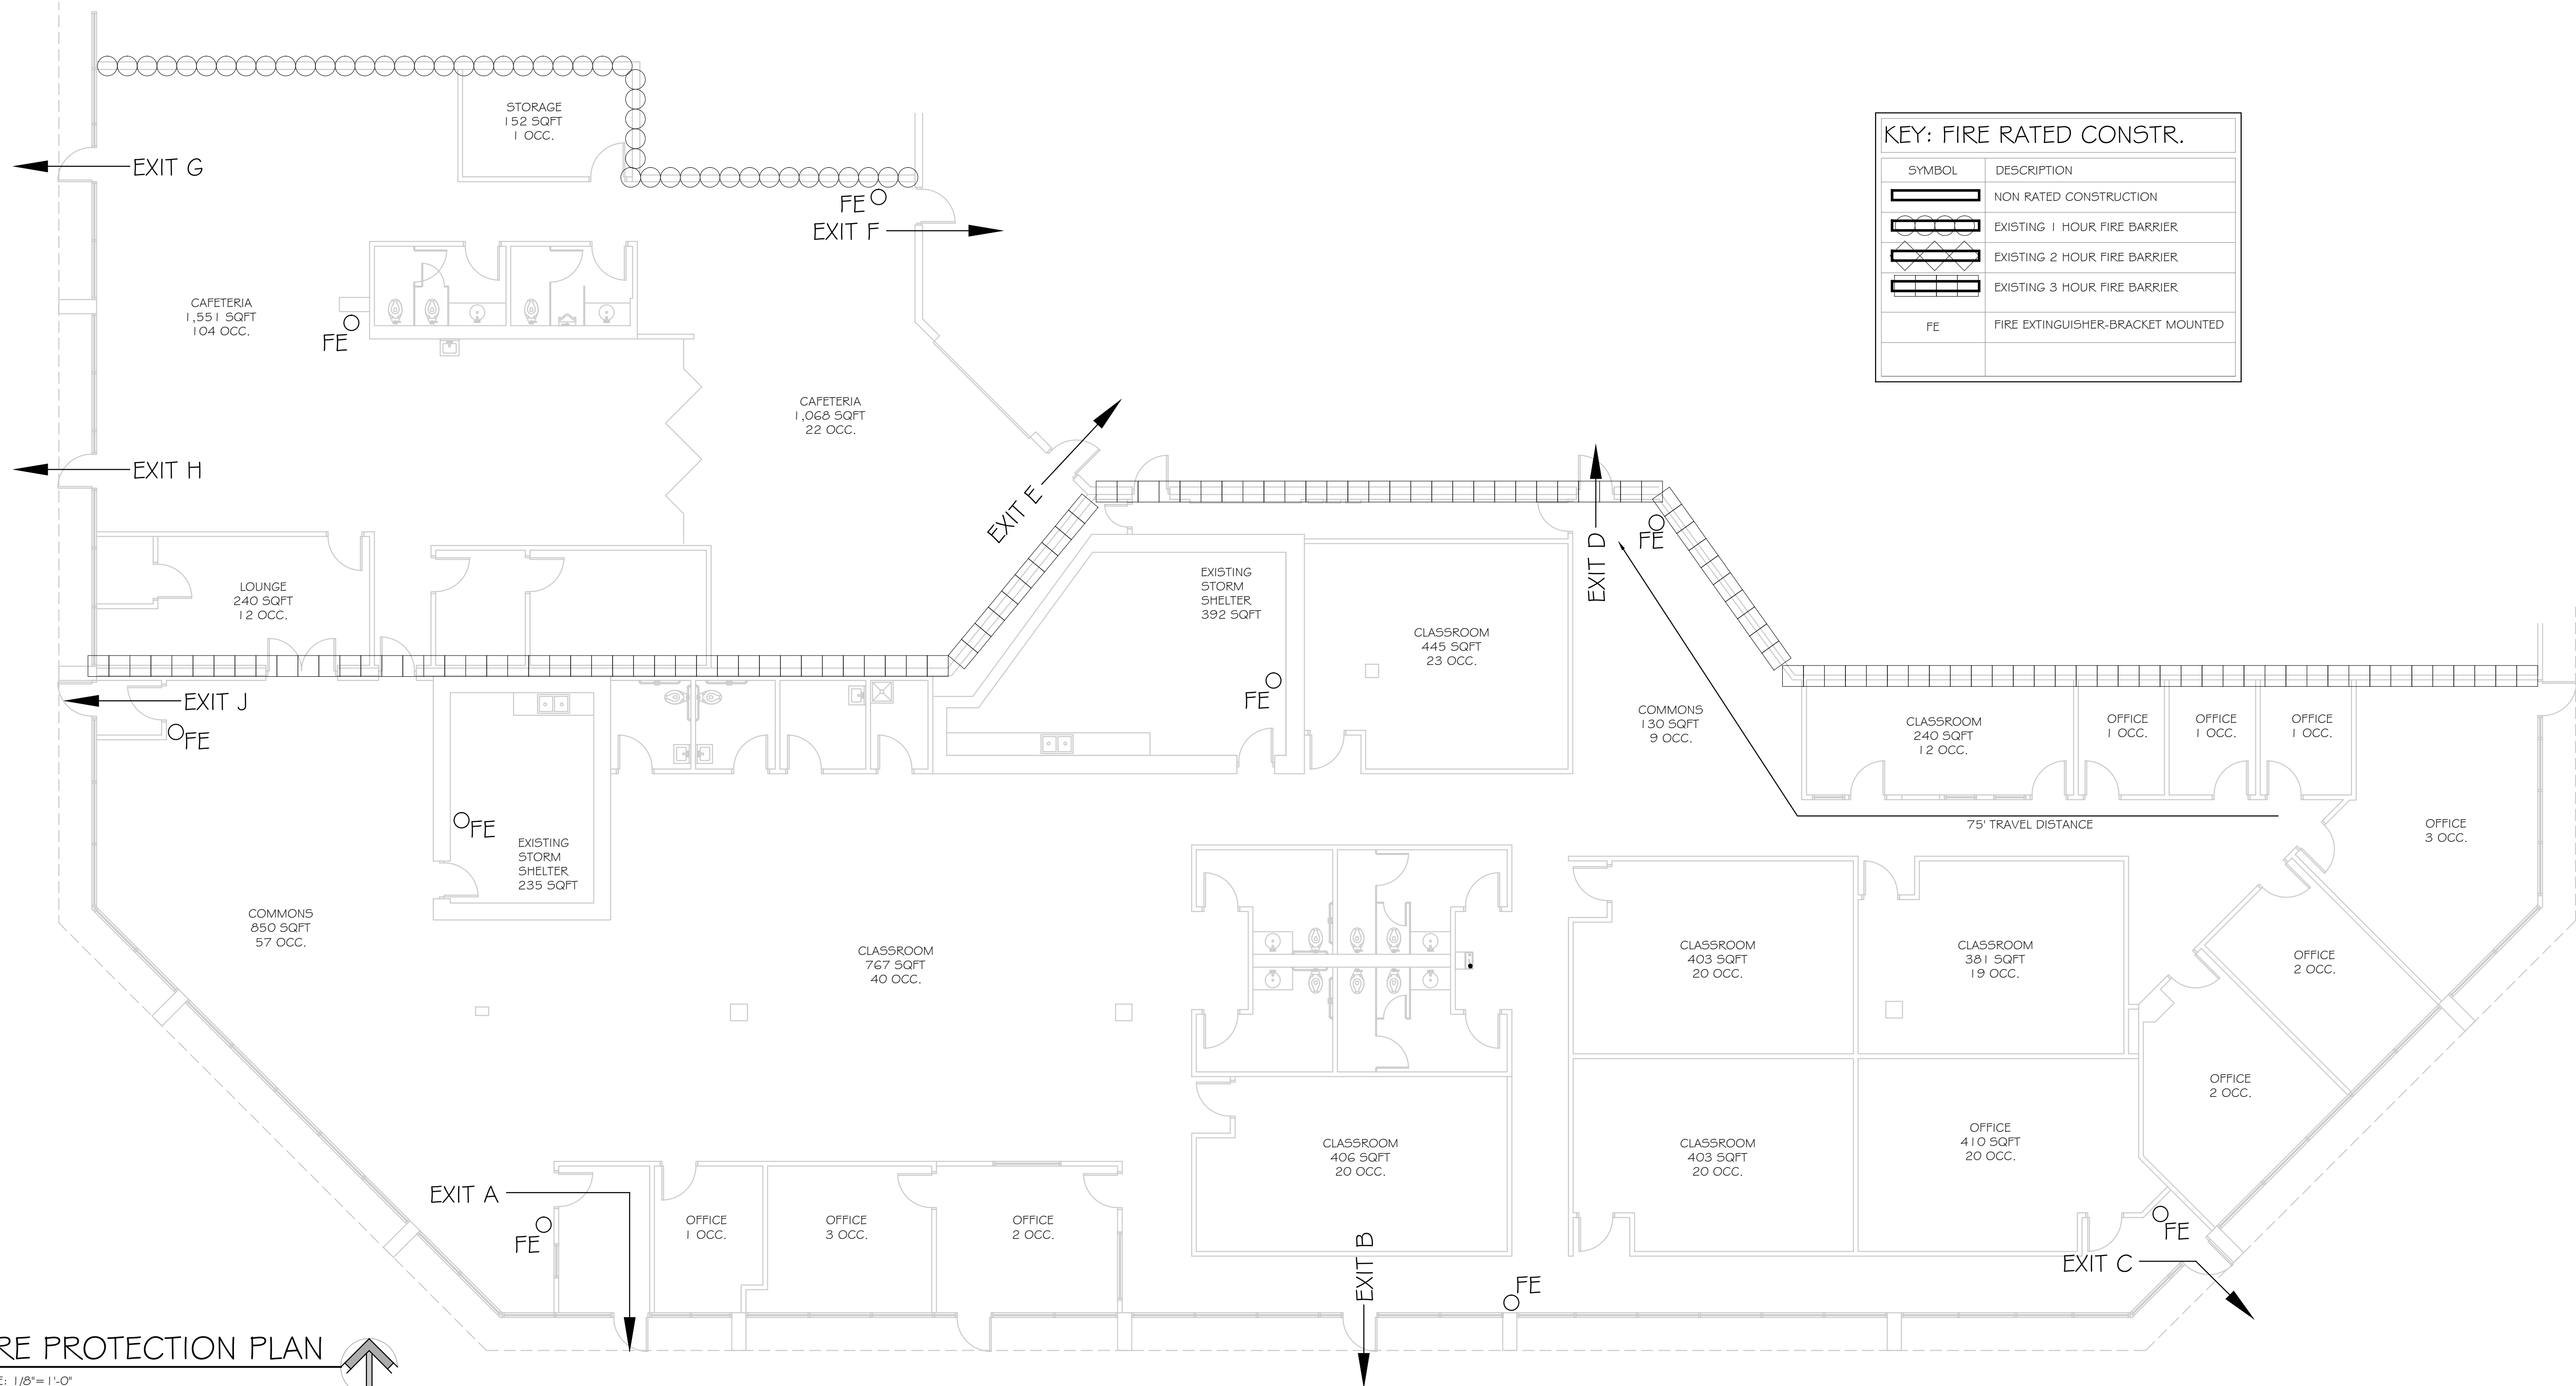 STORAGE
152 SQFT
1 OCC.
KEY: FIRE RATED CONSTR.
SYMBOL DESCRIPTION
NON RATED CONSTRUCTION
EXISTING 1 HOUR FIRE BARRIER
EXISTING 2 HOUR FIRE BARRIER
EXISTING 3 HOUR FIRE BARRIER
FE FIRE EXTINGUISHER-BRACKET MOUNTED
EXIT G
FE
EXIT F
CAFETERIA
1,551 SQFT
104 OCC.
FE
CAFETERIA
1,068 SQFT
22 OCC.
EXIT H
EXIT E
EXIT D
FE
LOUNGE
240 SQFT
12 OCC.
EXISTING
STORM
SHELTER
392 SQFT
FE
CLASSROOM
445 SQFT
23 OCC.
EXIT J
FE
COMMONS
130 SQFT
9 OCC.
CLASSROOM
240 SQFT
12 OCC.
OFFICE
1 OCC.
OFFICE
1 OCC.
OFFICE
1 OCC.
75' TRAVEL DISTANCE
OFFICE
3 OCC.
FE
EXISTING
STORM
SHELTER
235 SQFT
COMMONS
850 SQFT
57 OCC.
CLASSROOM
767 SQFT
40 OCC.
CLASSROOM
403 SQFT
20 OCC.
CLASSROOM
381 SQFT
19 OCC.
OFFICE
2 OCC.
OFFICE
2 OCC.
CLASSROOM
406 SQFT
20 OCC.
CLASSROOM
403 SQFT
20 OCC.
OFFICE
410 SQFT
20 OCC.
EXIT A
FE
OFFICE
1 OCC.
OFFICE
3 OCC.
OFFICE
2 OCC.
EXIT B
FE
FE
EXIT C
RE PROTECTION PLAN
E: 1/8"=1'-0"